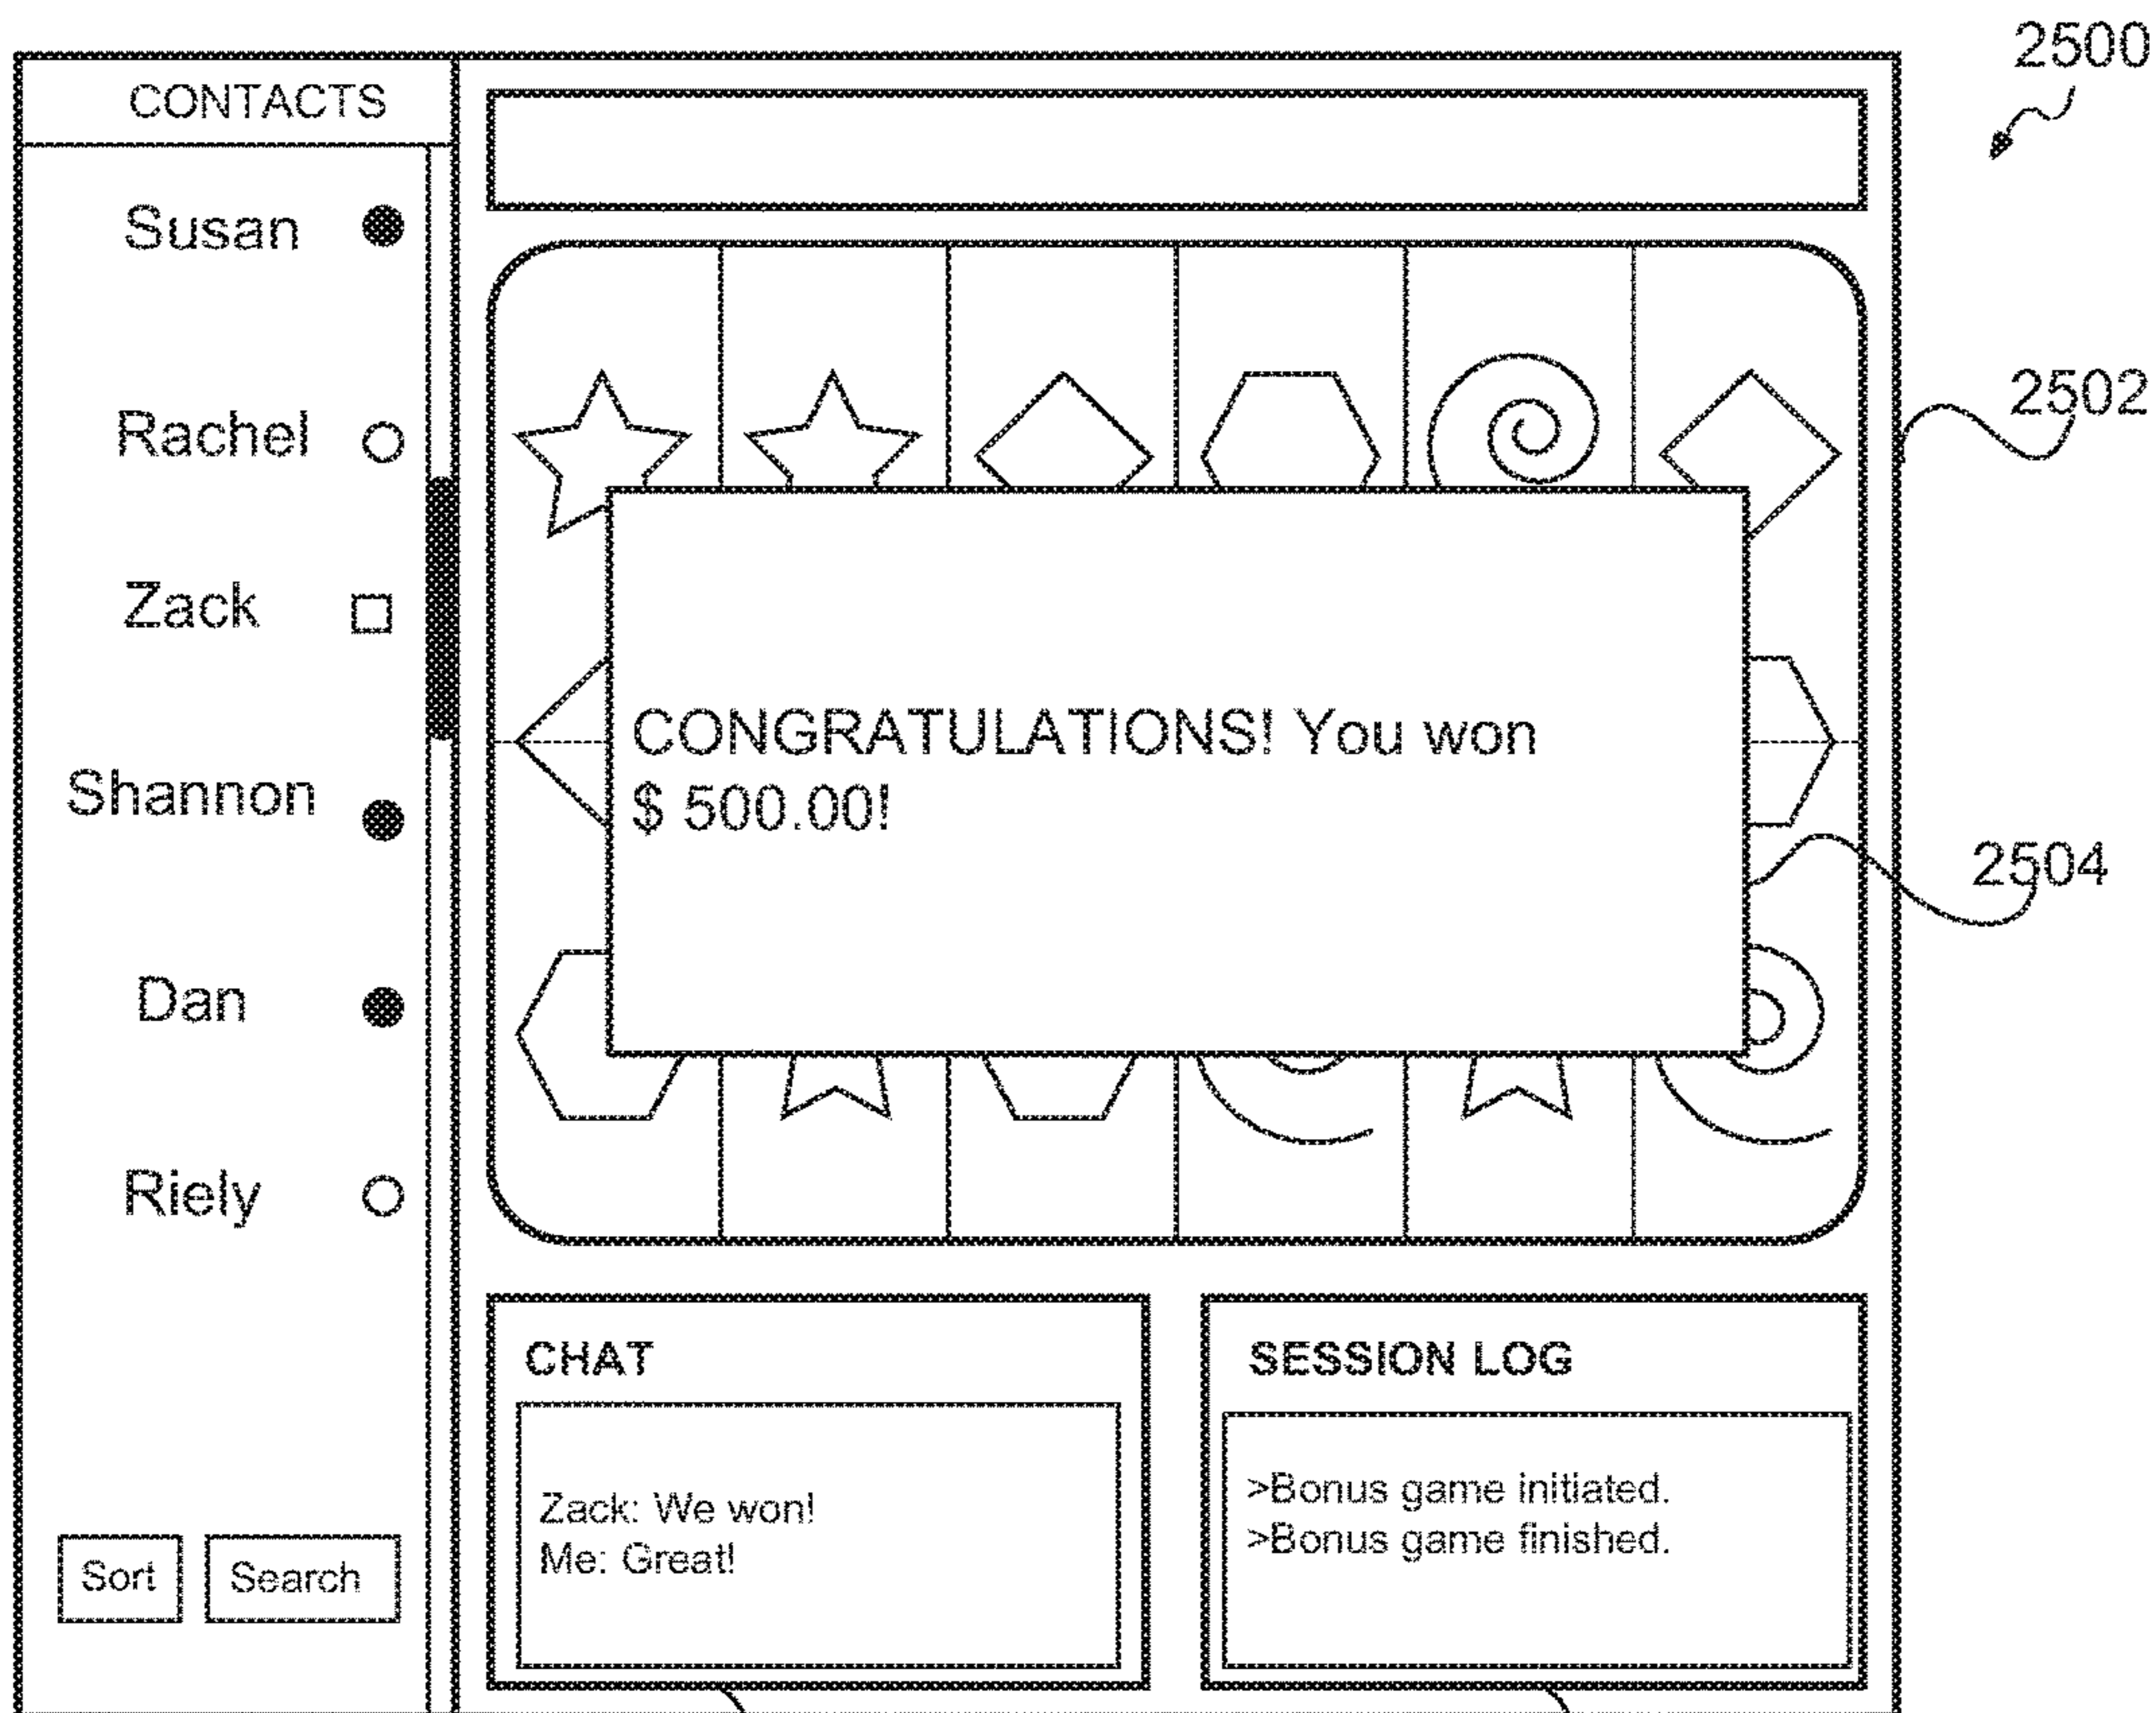 2500
CONTACTS
Susan
Rachel
Zack
Shannon
Dan
Riely
Sort
Search
2502
CONGRATULATIONS! You won
$ 500.00!
2504
CHAT
Zack: We won!
Me: Great!
SESSION LOG
>Bonus game initiated.
>Bonus game finished.